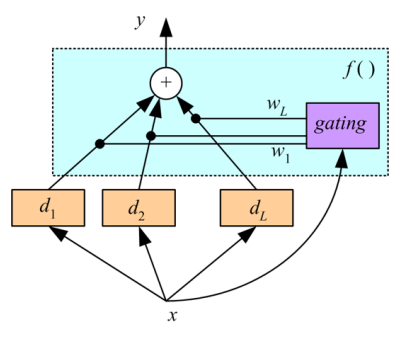 y
f()
+
w_L
gating
w_1
d_1
d_2
d_L
x